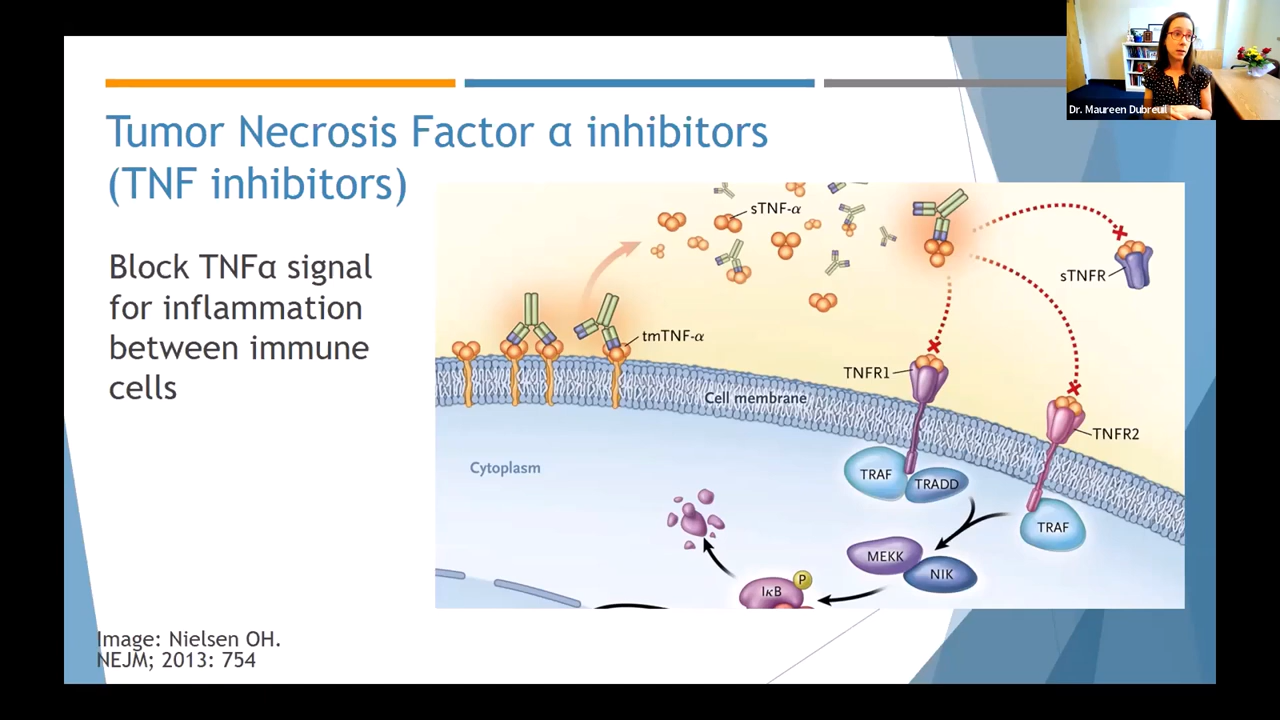 Dr. Maureen Dubreuil
Tumor Necrosis Factor α inhibitors
(TNF inhibitors)
Block TNFα signal
for inflammation
between immune
cells
sTNF-α
sTNFR
tmTNF-α
TNFR1
Cell membrane
TNFR2
Cytoplasm
TRAF
TRADD
TRAF
MEKK
NIK
P
IκB
Image: Nielsen OH.
NEJM; 2013: 754